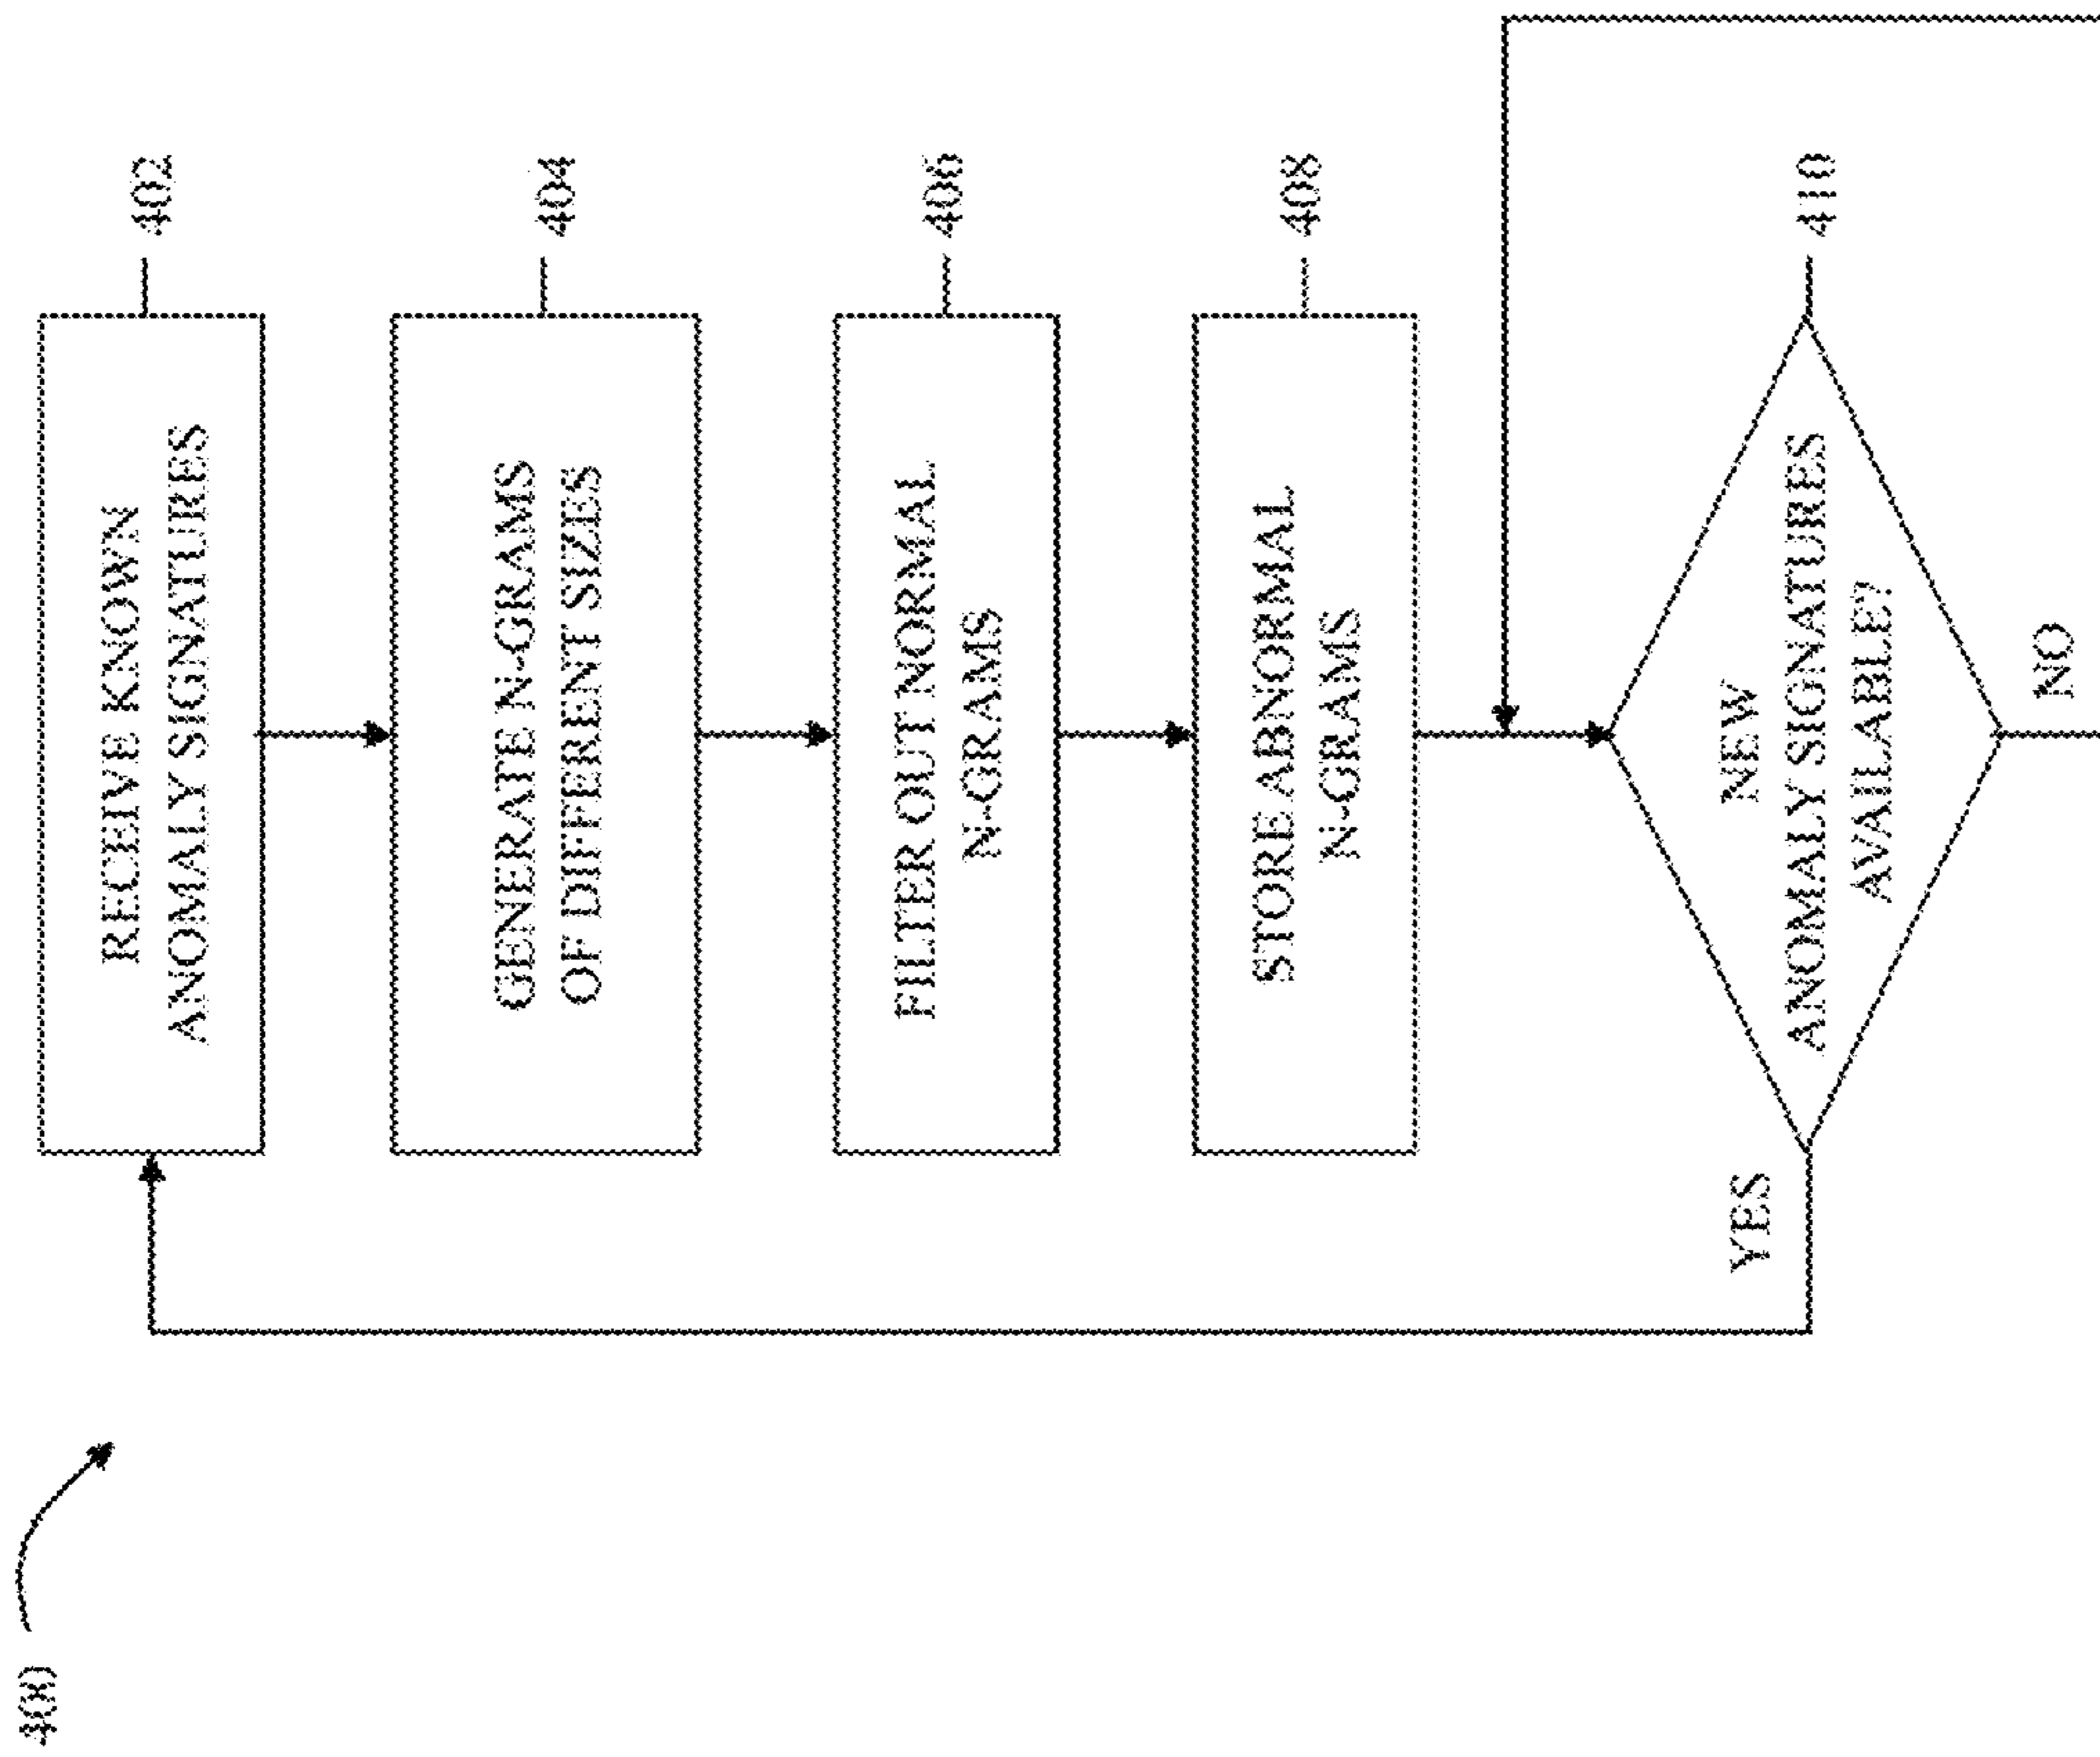 400
RECEIVE KNOWN
ANOMALY SIGNATURES
402
GENERATE N-GRAMS
OF DIFFERENT SIZES
404
FILTER OUT NORMAL
N-GRAMS
406
STORE ABNORMAL
N-GRAMS
408
NEW
ANOMALY SIGNATURES
AVAILABLE?
410
YES
NO